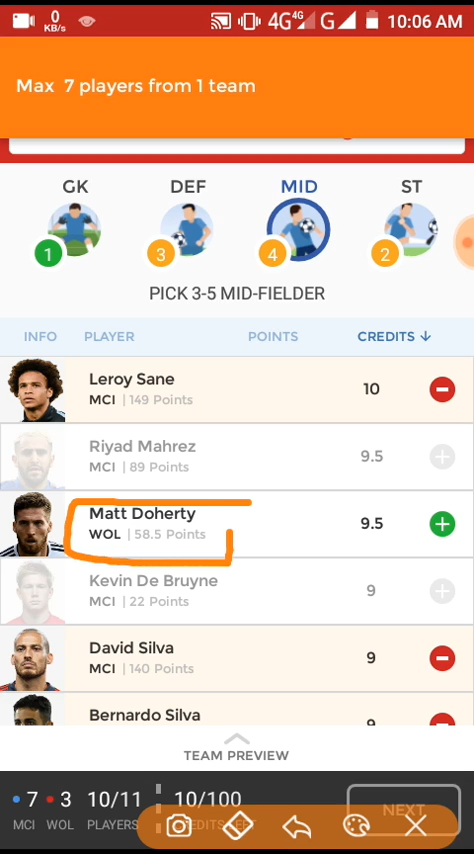 0 KB/s 4G 4G G 10:06 AM
Max 7 players from 1 team
GK DEF MID ST
1 3 4 2
PICK 3-5 MID-FIELDER
INFO PLAYER POINTS CREDITS ↓
Leroy Sane
MCI | 149 Points
10
Riyad Mahrez
MCI | 89 Points
9.5
Matt Doherty
WOL | 58.5 Points
9.5
Kevin De Bruyne
MCI | 22 Points
9
David Silva
MCI | 140 Points
9
Bernardo Silva
TEAM PREVIEW
7 3 10/11 10/100
MCI WOL PLAYERS CREDITS LEFT
NEXT